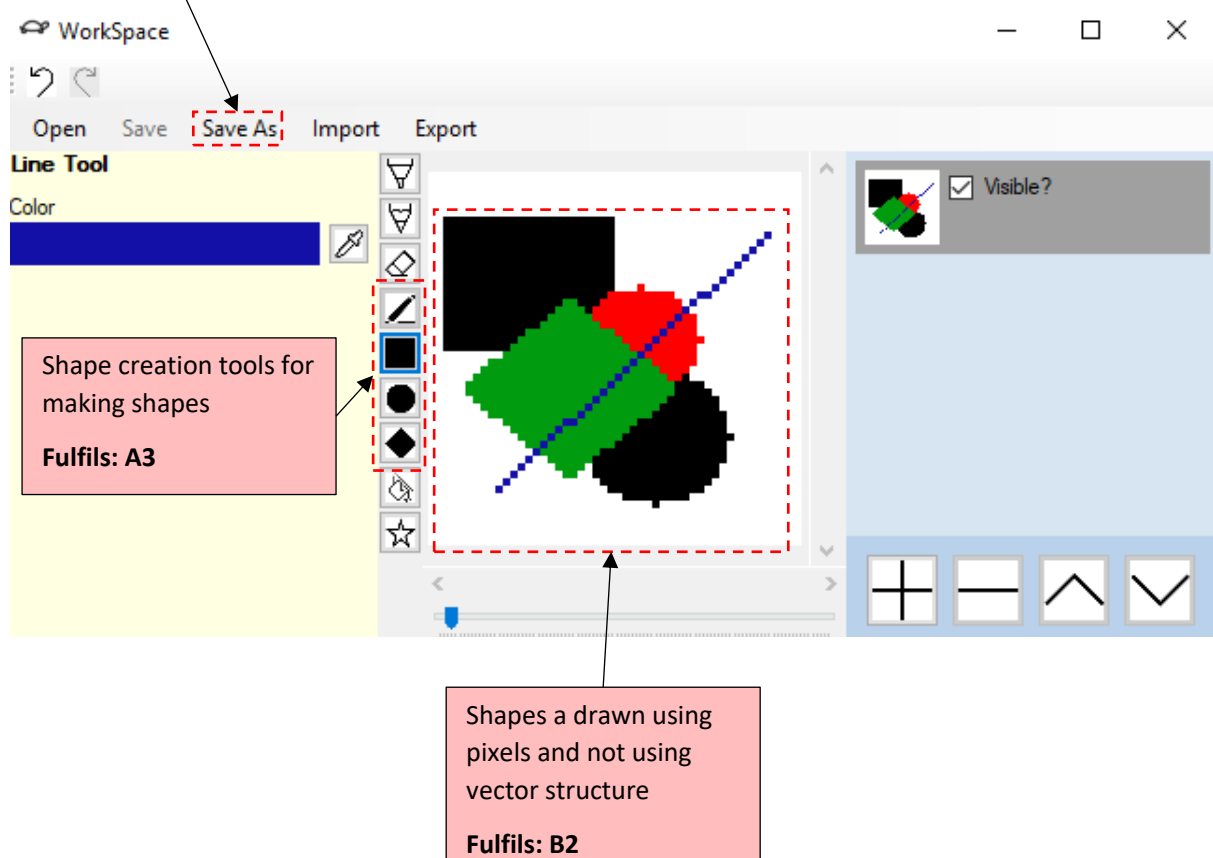 WorkSpace
Open Save Save As Import Export
Line Tool
Color
Visible?
Shape creation tools for
making shapes
Fulfils: A3
Shapes a drawn using
pixels and not using
vector structure
Fulfils: B2